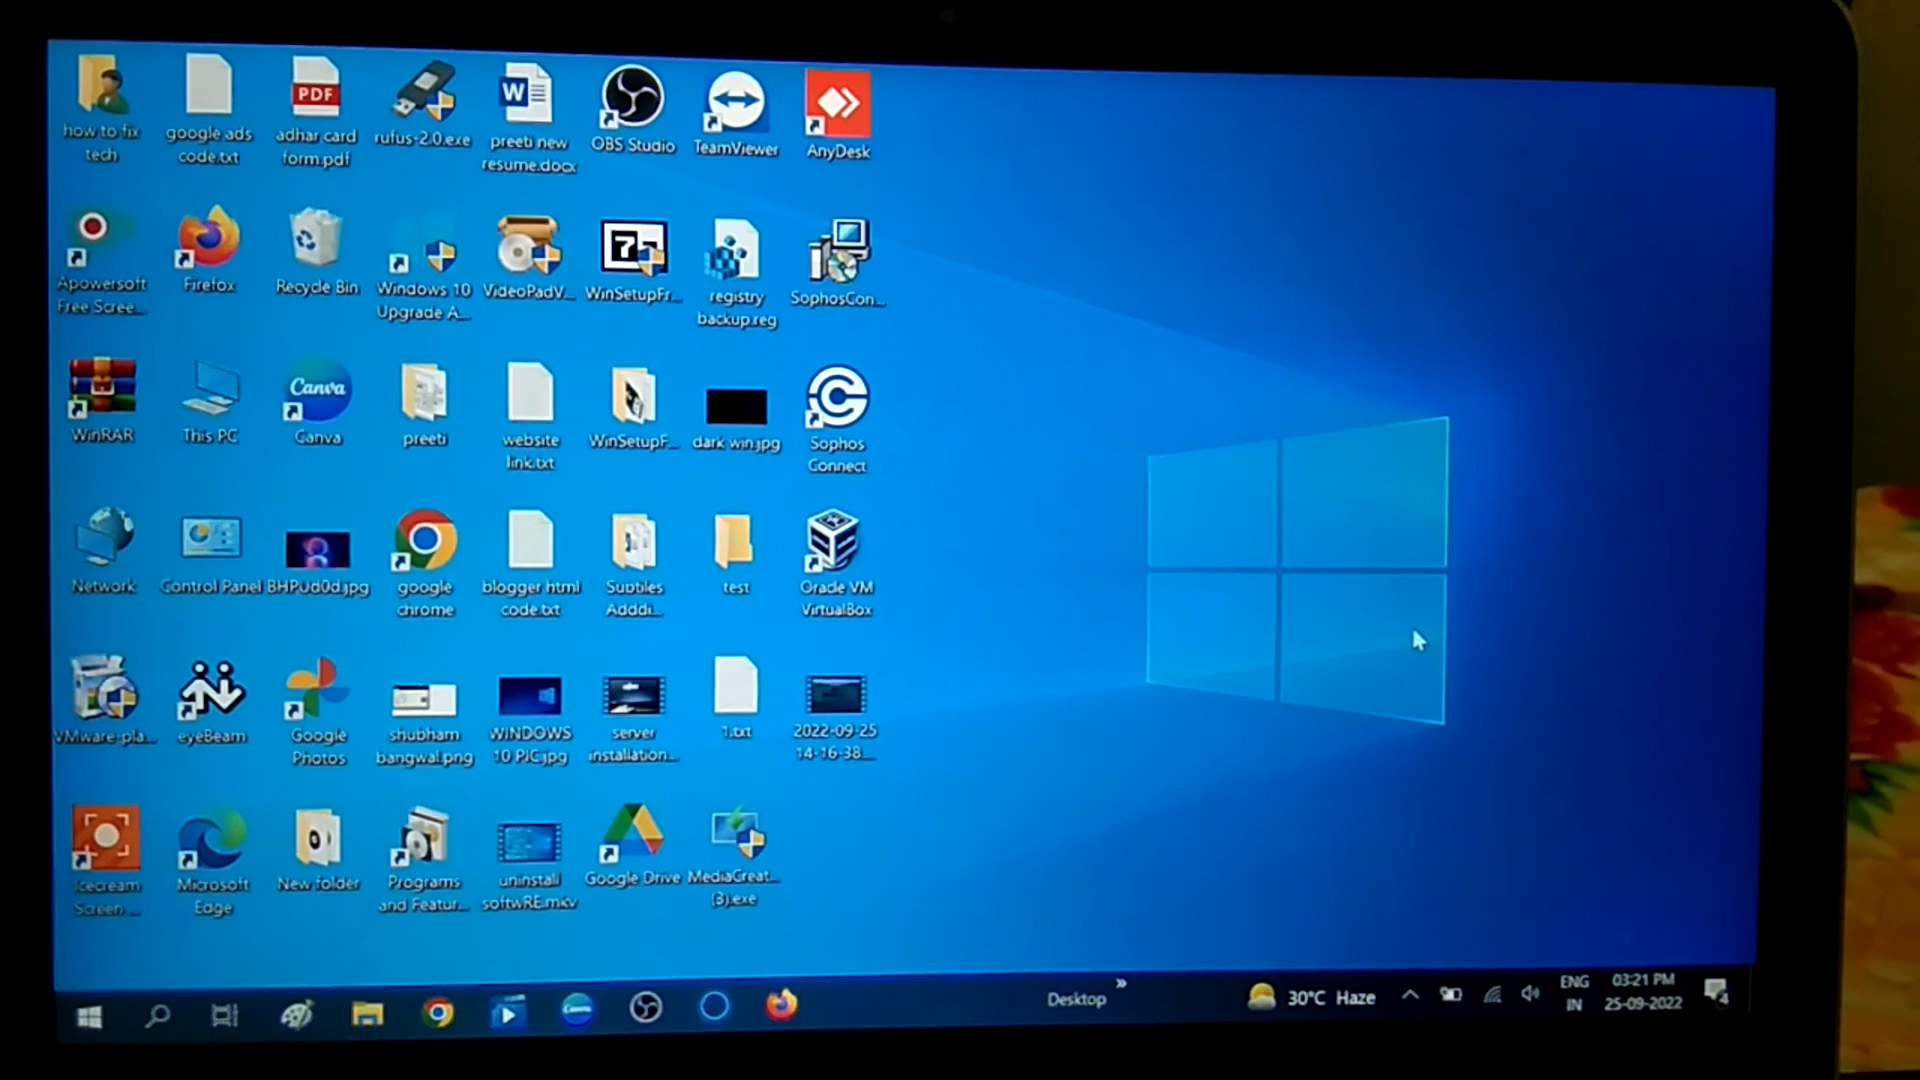 how to fix
tech
google ads
code.txt
PDF
adhar card
form.pdf
rufus-2.0.exe
W
preeti new
resume.docx
OBS Studio
TeamViewer
AnyDesk
Apowersoft
Free Scree...
Firefox
Recycle Bin
Windows 10
Upgrade A...
VideoPadV...
7
WinSetupFr...
registry
backup.reg
SophosCon...
WinRAR
This PC
Canva
Canva
preeti
website
link.txt
WinSetupF...
dark win.jpg
Sophos
Connect
Network
Control Panel
BHPUd0d.jpg
google
chrome
blogger html
code.txt
Subtiles
Adddi...
test
Oracle VM
VirtualBox
VMware-pla...
eyeBeam
Google
Photos
shubham
bangwal.png
WINDOWS
10 PIC.jpg
server
installation...
1.txt
2022-09-25
14-16-38...
Icecream
Screen ...
Microsoft
Edge
New folder
Programs
and Featur...
uninstall
softwRE.mkv
Google Drive
MediaCreat...
(3).exe
Canva
Desktop
»
30°C Haze
ENG
IN
03:21 PM
25-09-2022
4